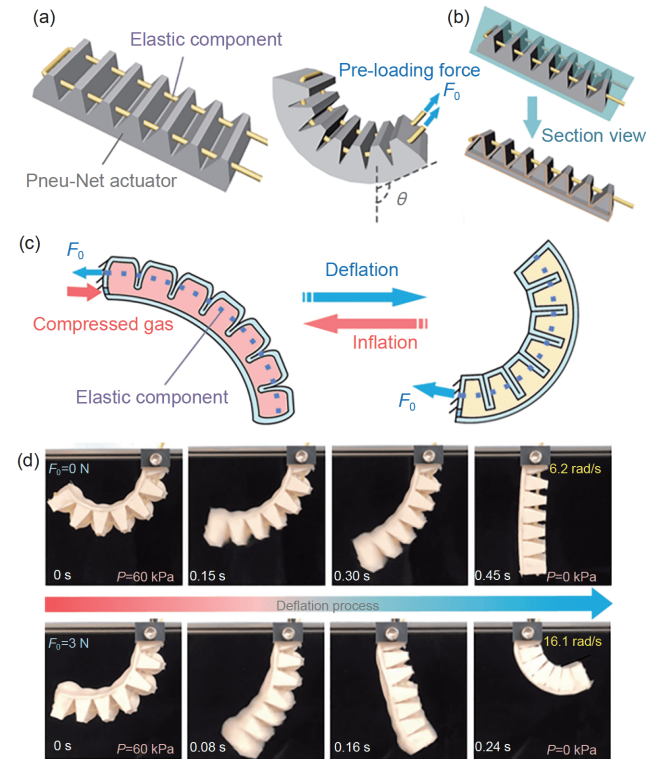 (a)
Elastic component
Pre-loading force
F₀
Pneu-Net actuator
θ
(b)
Section view
(c)
F₀
Compressed gas
Elastic component
Deflation
Inflation
F₀
(d)
F₀=0 N
6.2 rad/s
0 s
P=60 kPa
0.15 s
0.30 s
0.45 s
P=0 kPa
Deflation process
F₀=3 N
16.1 rad/s
0 s
P=60 kPa
0.08 s
0.16 s
0.24 s
P=0 kPa